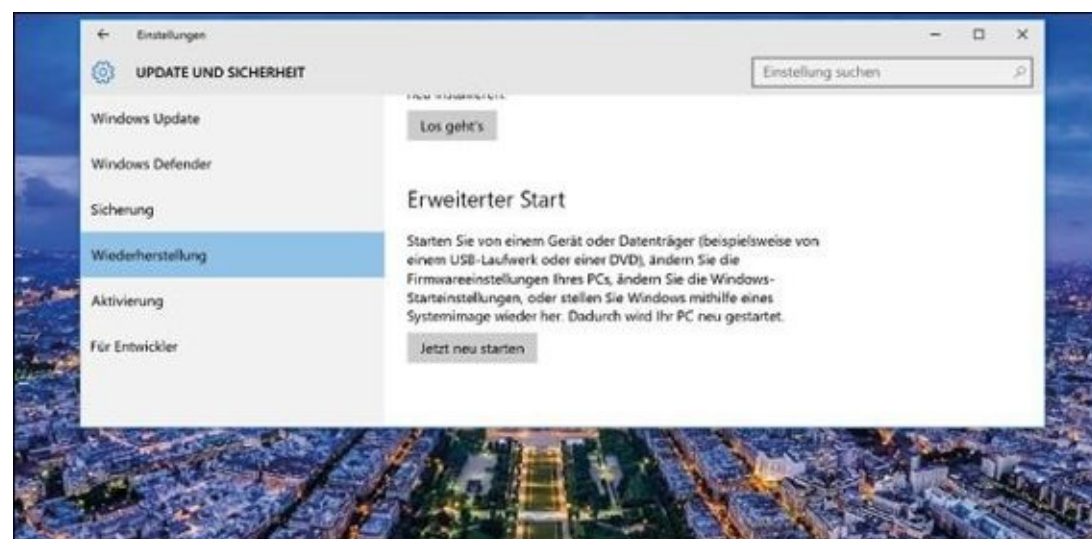 Einstellungen
UPDATE UND SICHERHEIT
Einstellung suchen
Windows Update
Windows Defender
Sicherung
Wiederherstellung
Aktivierung
Für Entwickler
neu installieren.
Los geht's
Erweiterter Start
Starten Sie von einem Gerät oder Datenträger (beispielsweise von
einem USB-Laufwerk oder einer DVD), ändern Sie die
Firmwareeinstellungen Ihres PCs, ändern Sie die Windows-
Starteinstellungen, oder stellen Sie Windows mithilfe eines
Systemimage wieder her. Dadurch wird Ihr PC neu gestartet.
Jetzt neu starten